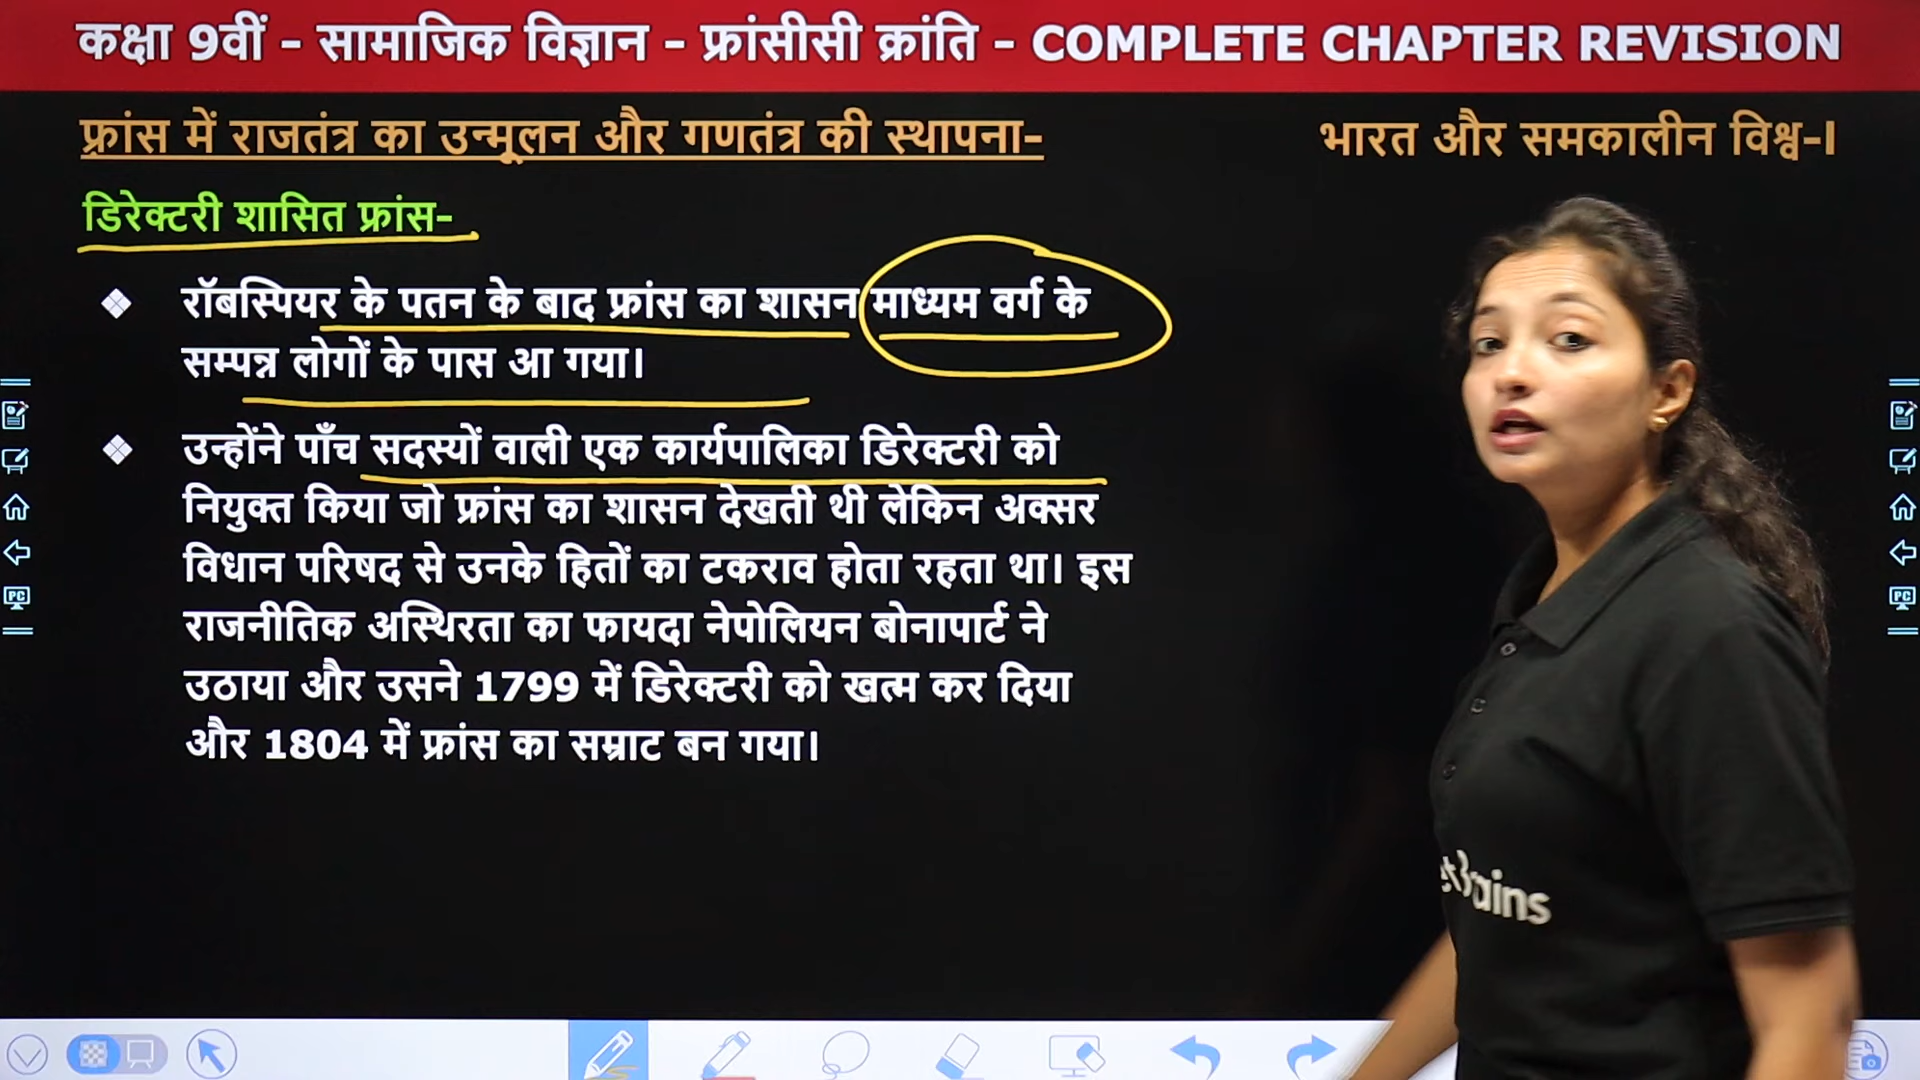 कक्षा 9वीं - सामाजिक विज्ञान - फ्रांसीसी क्रांति - COMPLETE CHAPTER REVISION
फ्रांस में राजतंत्र का उन्मूलन और गणतंत्र की स्थापना-
भारत और समकालीन विश्व-I
डिरेक्टरी शासित फ्रांस-
रॉबस्पियर के पतन के बाद फ्रांस का शासन माध्यम वर्ग के
सम्पन्न लोगों के पास आ गया।
उन्होंने पाँच सदस्यों वाली एक कार्यपालिका डिरेक्टरी को
नियुक्त किया जो फ्रांस का शासन देखती थी लेकिन अक्सर
विधान परिषद से उनके हितों का टकराव होता रहता था। इस
राजनीतिक अस्थिरता का फायदा नेपोलियन बोनापार्ट ने
उठाया और उसने 1799 में डिरेक्टरी को खत्म कर दिया
और 1804 में फ्रांस का सम्राट बन गया।
PC
PC